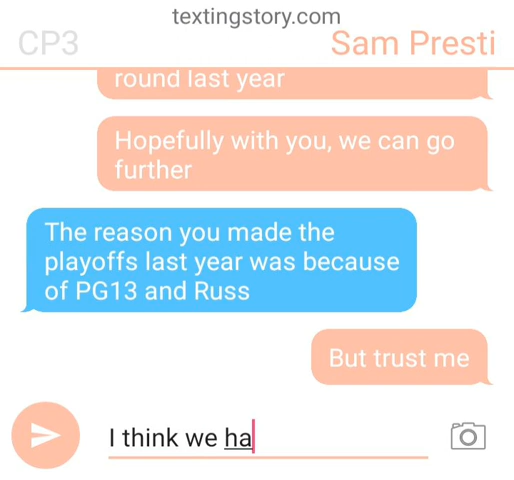 textingstory.com
CP3
Sam Presti
round last year
Hopefully with you, we can go
further
The reason you made the
playoffs last year was because
of PG13 and Russ
But trust me
I think we ha